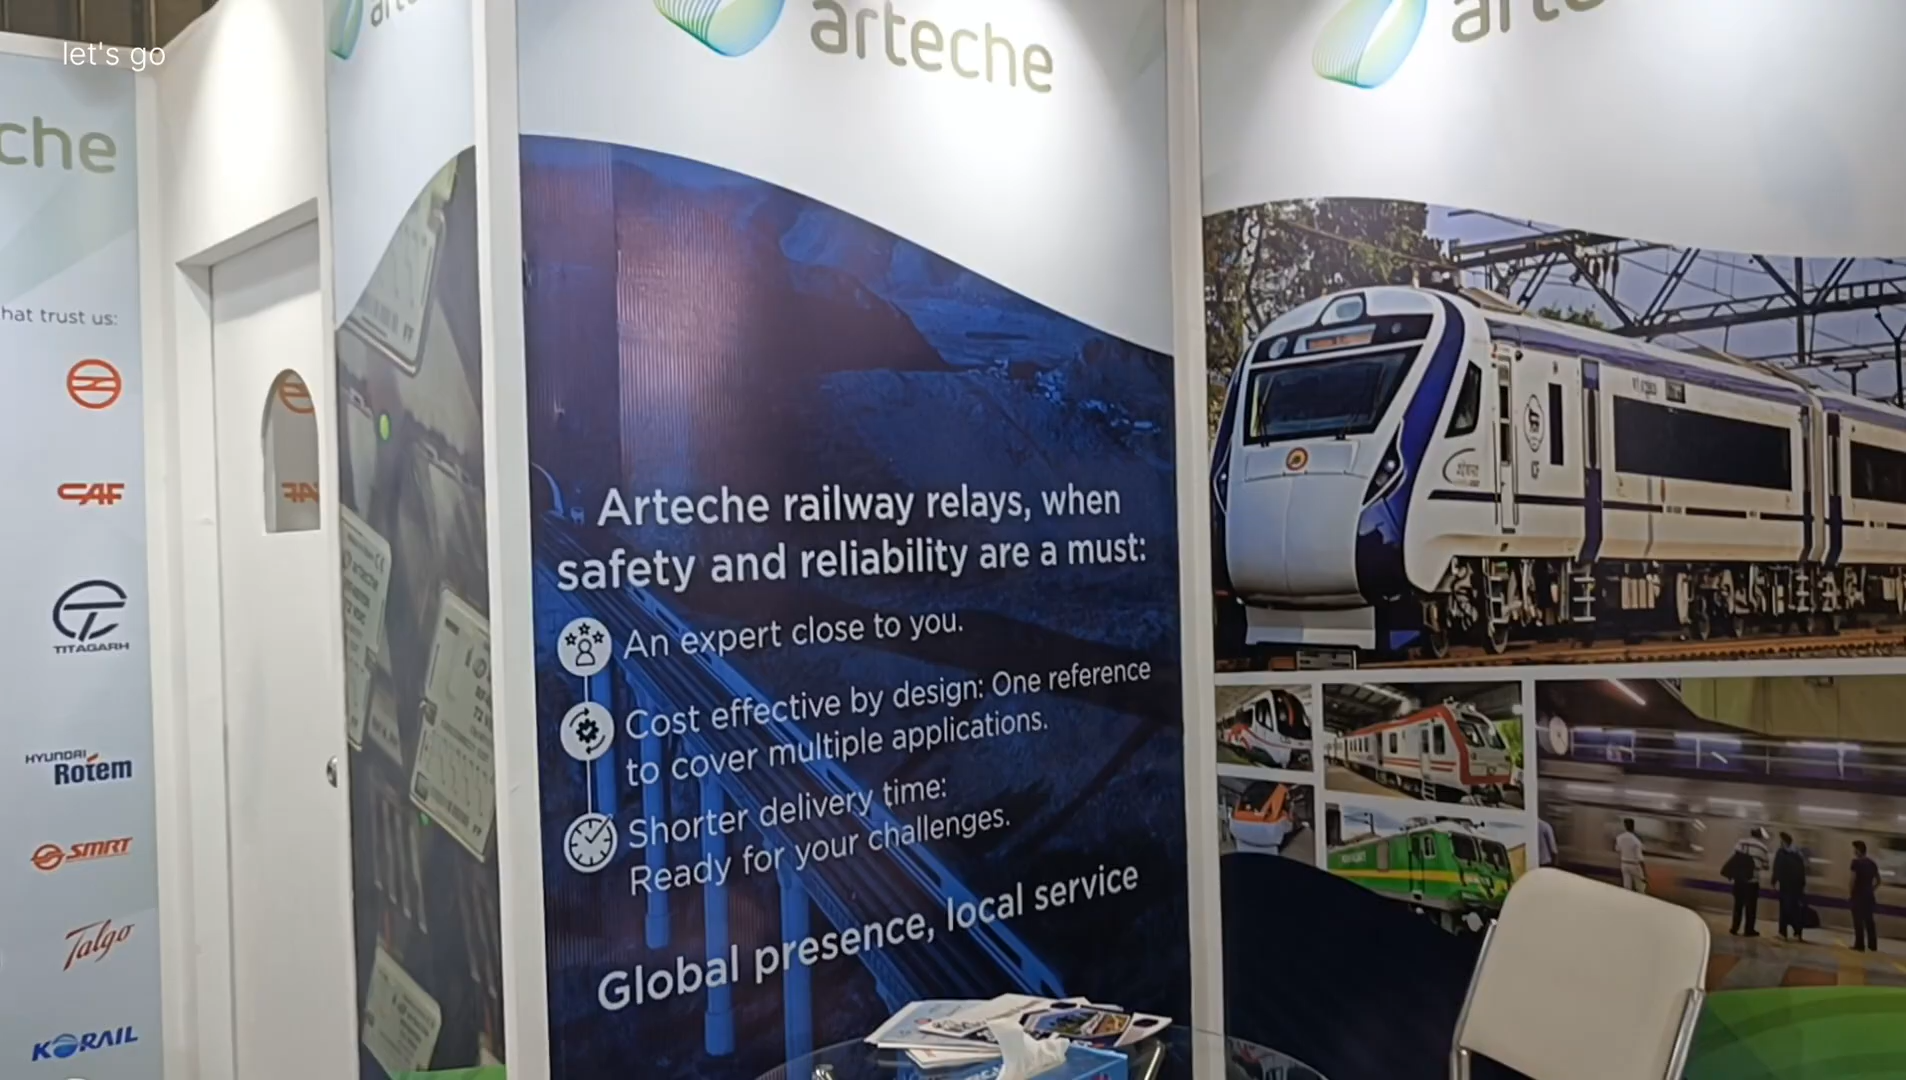 let's go
arteche
arteche
che
hat trust us:
CAF
TITAGARH
HYUNDAI
Rotem
SMRT
Talgo
KORAIL
Arteche railway relays, when
safety and reliability are a must:
An expert close to you.
Cost effective by design: One reference
to cover multiple applications.
Shorter delivery time:
Ready for your challenges.
Global presence, local service